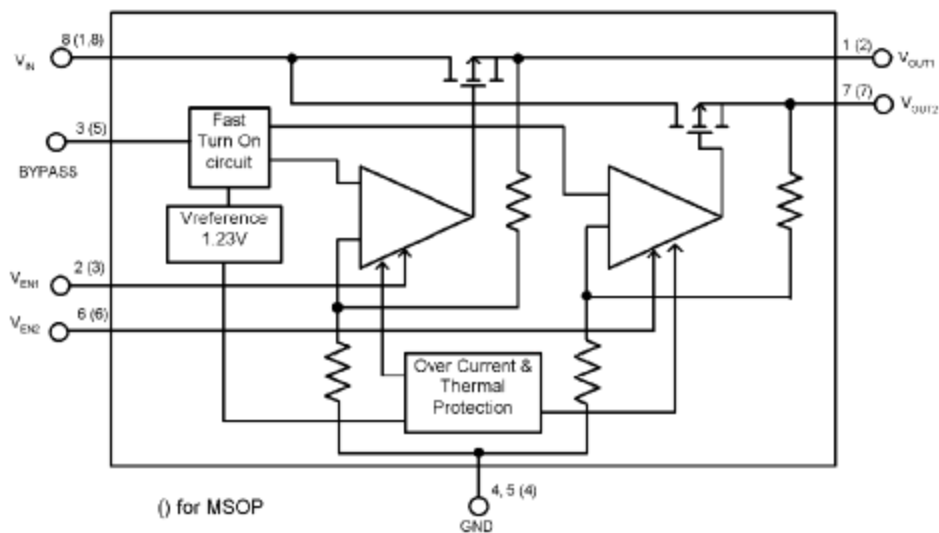 8 (1,8)
VIN
1 (2)
VOUT1
7 (7)
VOUT2
3 (5)
BYPASS
Fast
Turn On
circuit
Vreference
1.23V
2 (3)
VEN1
6 (6)
VEN2
Over Current &
Thermal
Protection
4, 5 (4)
GND
() for MSOP